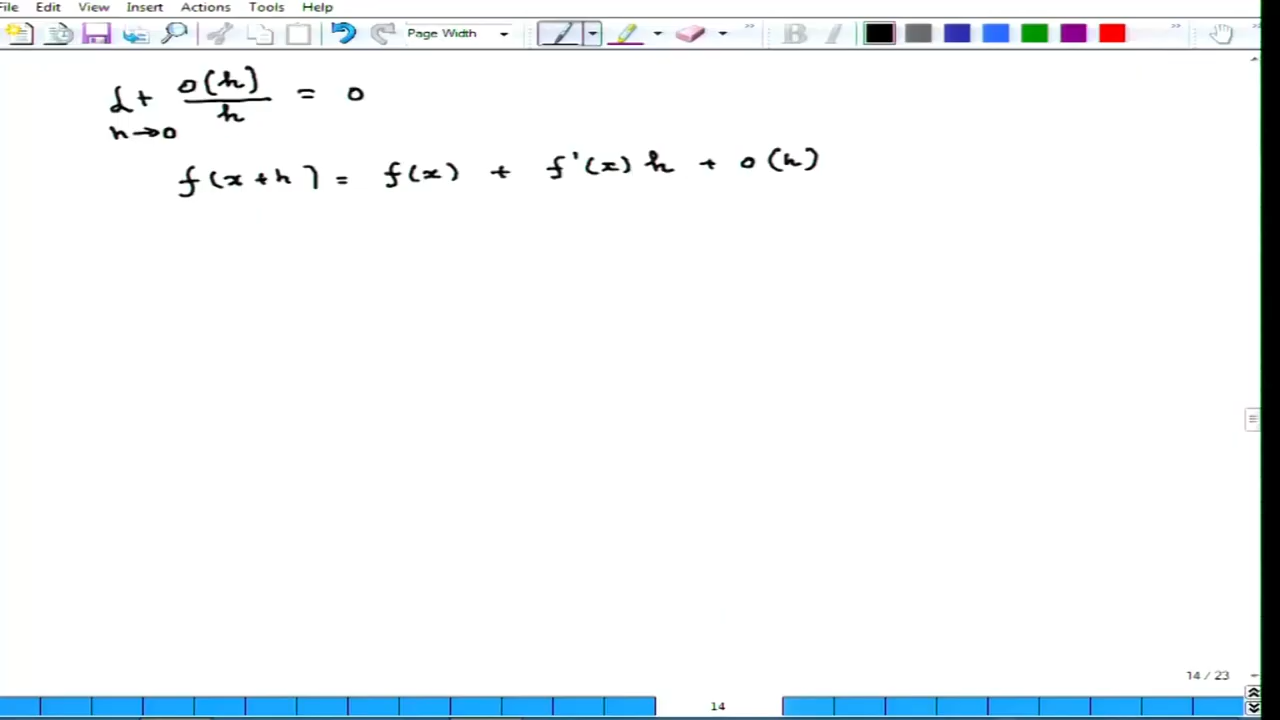 File Edit View Insert Actions Tools Help
Page Width
B I
Lt o(h)/h = 0
h→0
f(x+h) = f(x) + f'(x) h + o(h)
14 / 23
14